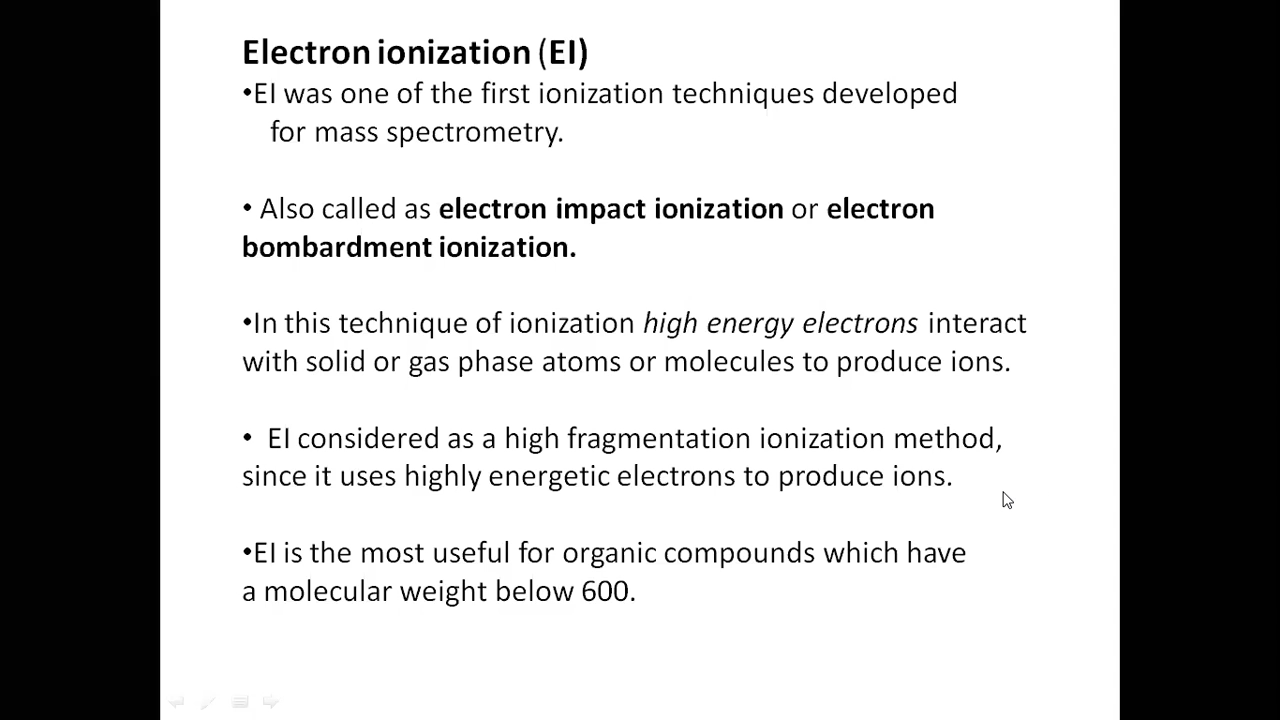 Electron ionization (EI)
•EI was one of the first ionization techniques developed
for mass spectrometry.
• Also called as electron impact ionization or electron
bombardment ionization.
•In this technique of ionization high energy electrons interact
with solid or gas phase atoms or molecules to produce ions.
• EI considered as a high fragmentation ionization method,
since it uses highly energetic electrons to produce ions.
•EI is the most useful for organic compounds which have
a molecular weight below 600.